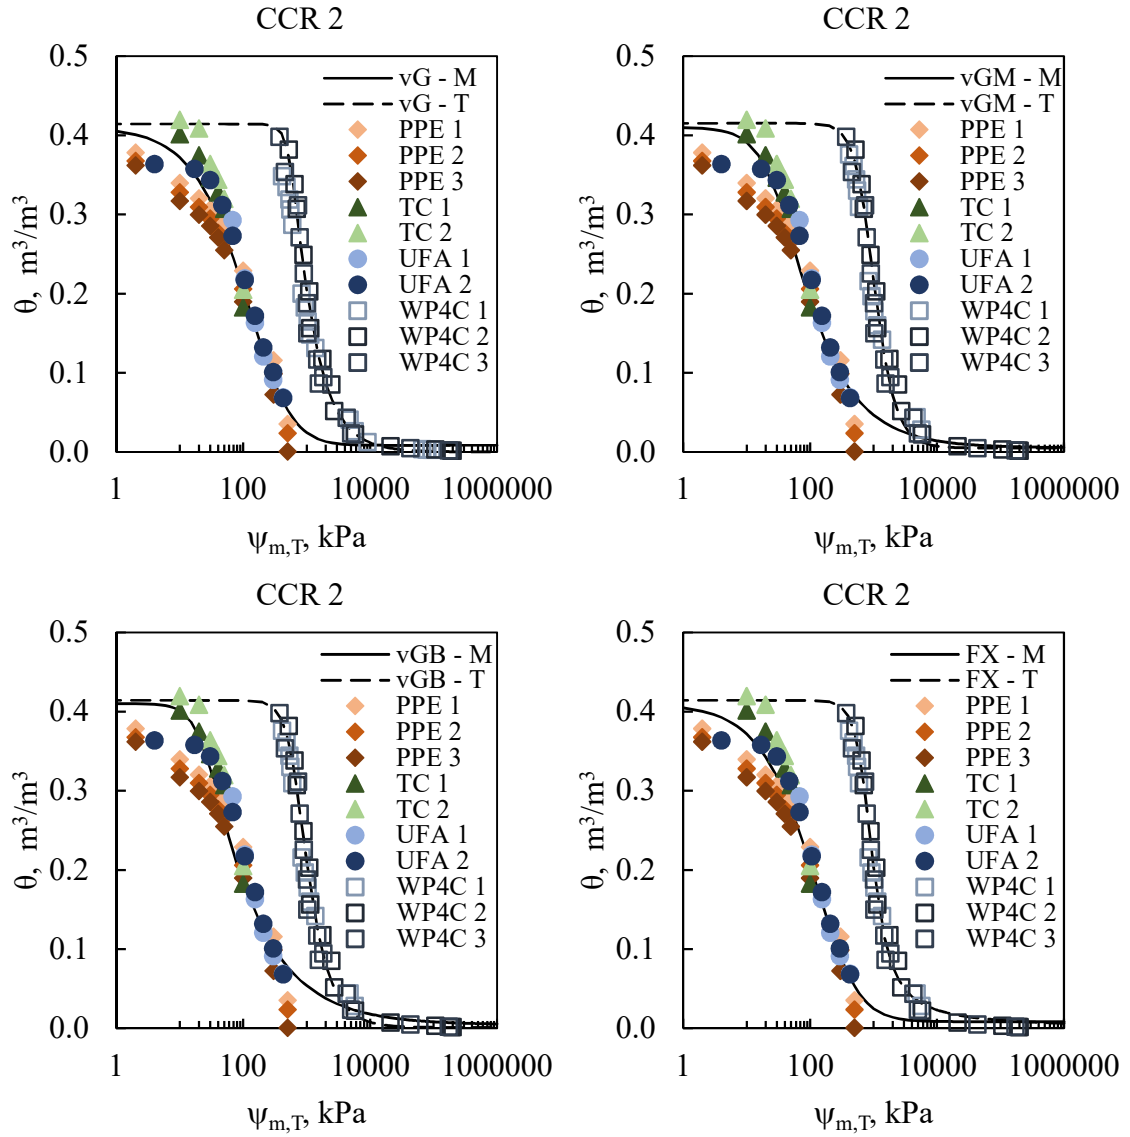 CCR 2
0.5
0.4
0.3
0.2
0.1
0.0
θ, m³/m³
vG - M
vG - T
PPE 1
PPE 2
PPE 3
TC 1
TC 2
UFA 1
UFA 2
WP4C 1
WP4C 2
WP4C 3
1 100 10000 1000000
ψm,T, kPa
CCR 2
0.5
0.4
0.3
0.2
0.1
0.0
θ, m³/m³
vGM - M
vGM - T
PPE 1
PPE 2
PPE 3
TC 1
TC 2
UFA 1
UFA 2
WP4C 1
WP4C 2
WP4C 3
1 100 10000 1000000
ψm,T, kPa
CCR 2
0.5
0.4
0.3
0.2
0.1
0.0
θ, m³/m³
vGB - M
vGB - T
PPE 1
PPE 2
PPE 3
TC 1
TC 2
UFA 1
UFA 2
WP4C 1
WP4C 2
WP4C 3
1 100 10000 1000000
ψm,T, kPa
CCR 2
0.5
0.4
0.3
0.2
0.1
0.0
θ, m³/m³
FX - M
FX - T
PPE 1
PPE 2
PPE 3
TC 1
TC 2
UFA 1
UFA 2
WP4C 1
WP4C 2
WP4C 3
1 100 10000 1000000
ψm,T, kPa